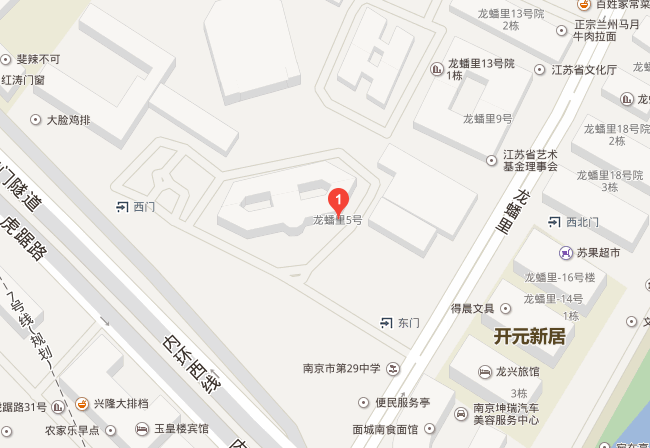 百姓家常菜
龙蟠里13号院
2栋
正宗兰州马月
牛肉拉面
斐辣不可
红涛门窗
大脸鸡排
龙蟠里13号院
1栋
江苏省文化厅
龙蟠里9号
龙蟠里18号院
2栋
江苏省艺术
基金理事会
龙蟠里18号院
3栋
门隧道
虎踞路
西门
1
龙蟠里5号
龙蟠里
西北门
苏果超市
龙蟠里-16号楼
龙蟠里-14号
1栋
7号线(规划)
内环西线
得晨文具
东门
开元新居
南京市第29中学
龙兴旅馆
3栋
虎踞路31号
兴隆大排档
便民服务亭
南京坤瑞汽车
美容服务中心
农家乐早点
玉皇楼宾馆
面城南食面馆